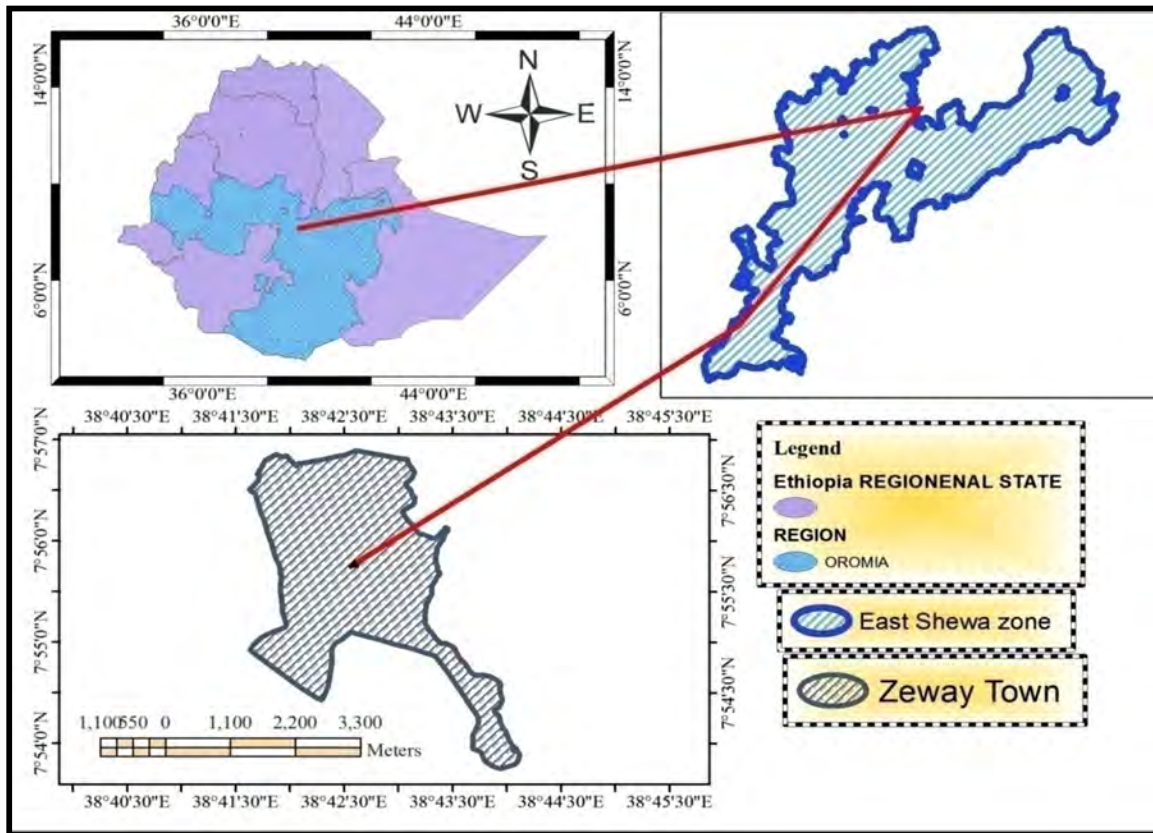 36°0'0"E 44°0'0"E
14°0'0"N
14°0'0"N
N
W E
S
6°0'0"N
6°0'0"N
36°0'0"E 44°0'0"E
38°40'30"E 38°41'30"E 38°42'30"E 38°43'30"E 38°44'30"E 38°45'30"E
7°57'0"N
7°56'0"N
7°55'0"N
7°54'0"N
7°56'30"N
7°55'30"N
7°54'30"N
Legend
Ethiopia REGIONENAL STATE
REGION
OROMIA
East Shewa zone
Zeway Town
1,100 550 0 1,100 2,200 3,300
Meters
38°40'30"E 38°41'30"E 38°42'30"E 38°43'30"E 38°44'30"E 38°45'30"E